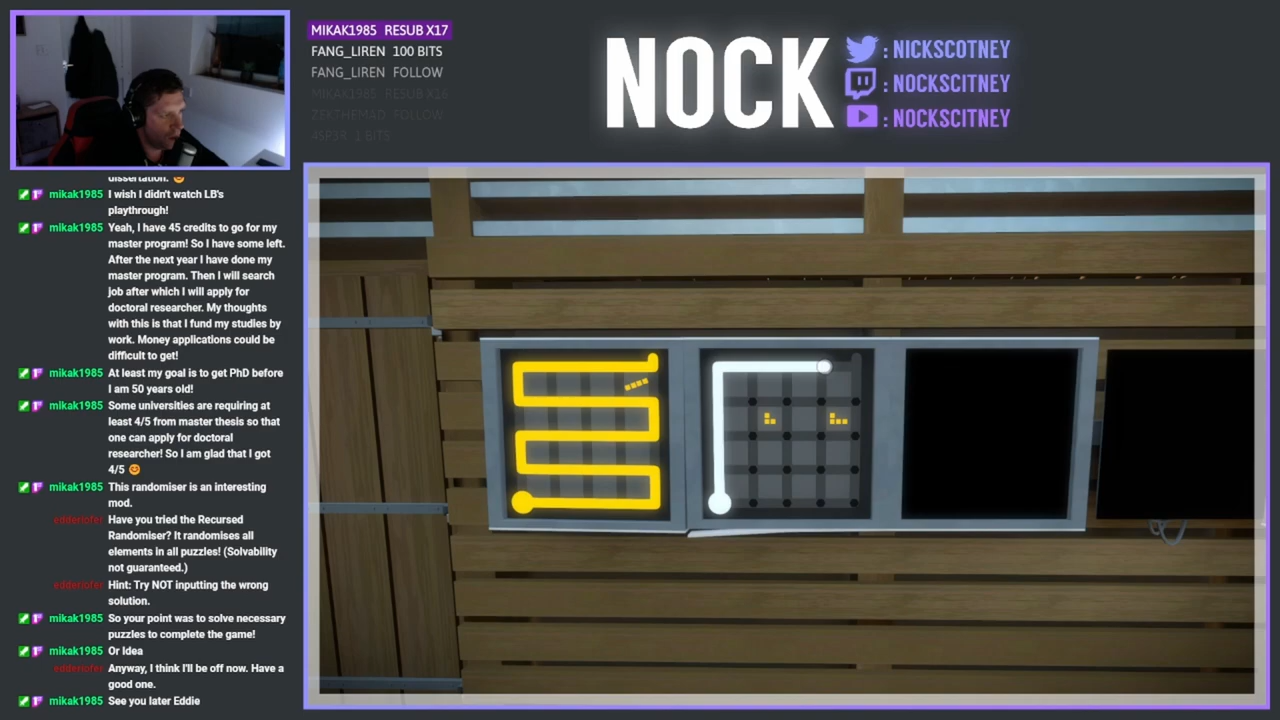 MIKAK1985 RESUB X17
FANG_LIREN 100 BITS
FANG_LIREN FOLLOW
MIKAK1985 RESUB X16
ZEKTHEMAD FOLLOW
4SP19 1 BITS
NOCK
: NICKSCOTNEY
: NOCKSCITNEY
: NOCKSCITNEY
dissertation.
mikak1985 I wish I didn't watch LB's
playthrough!
mikak1985 Yeah, I have 45 credits to go for my
master program! So I have some left.
After the next year I have done my
master program. Then I will search
job after which I will apply for
doctoral researcher. My thoughts
with this is that I fund my studies by
work. Money applications could be
difficult to get!
mikak1985 At least my goal is to get PhD before
I am 50 years old!
mikak1985 Some universities are requiring at
least 4/5 from master thesis so that
one can apply for doctoral
researcher! So I am glad that I got
4/5 😊
mikak1985 This randomiser is an interesting
mod.
edderiofer Have you tried the Recursed
Randomiser? It randomises all
elements in all puzzles! (Solvability
not guaranteed.)
edderiofer Hint: Try NOT inputting the wrong
solution.
mikak1985 So your point was to solve necessary
puzzles to complete the game!
mikak1985 Or Idea
edderiofer Anyway, I think I'll be off now. Have a
good one.
mikak1985 See you later Eddie